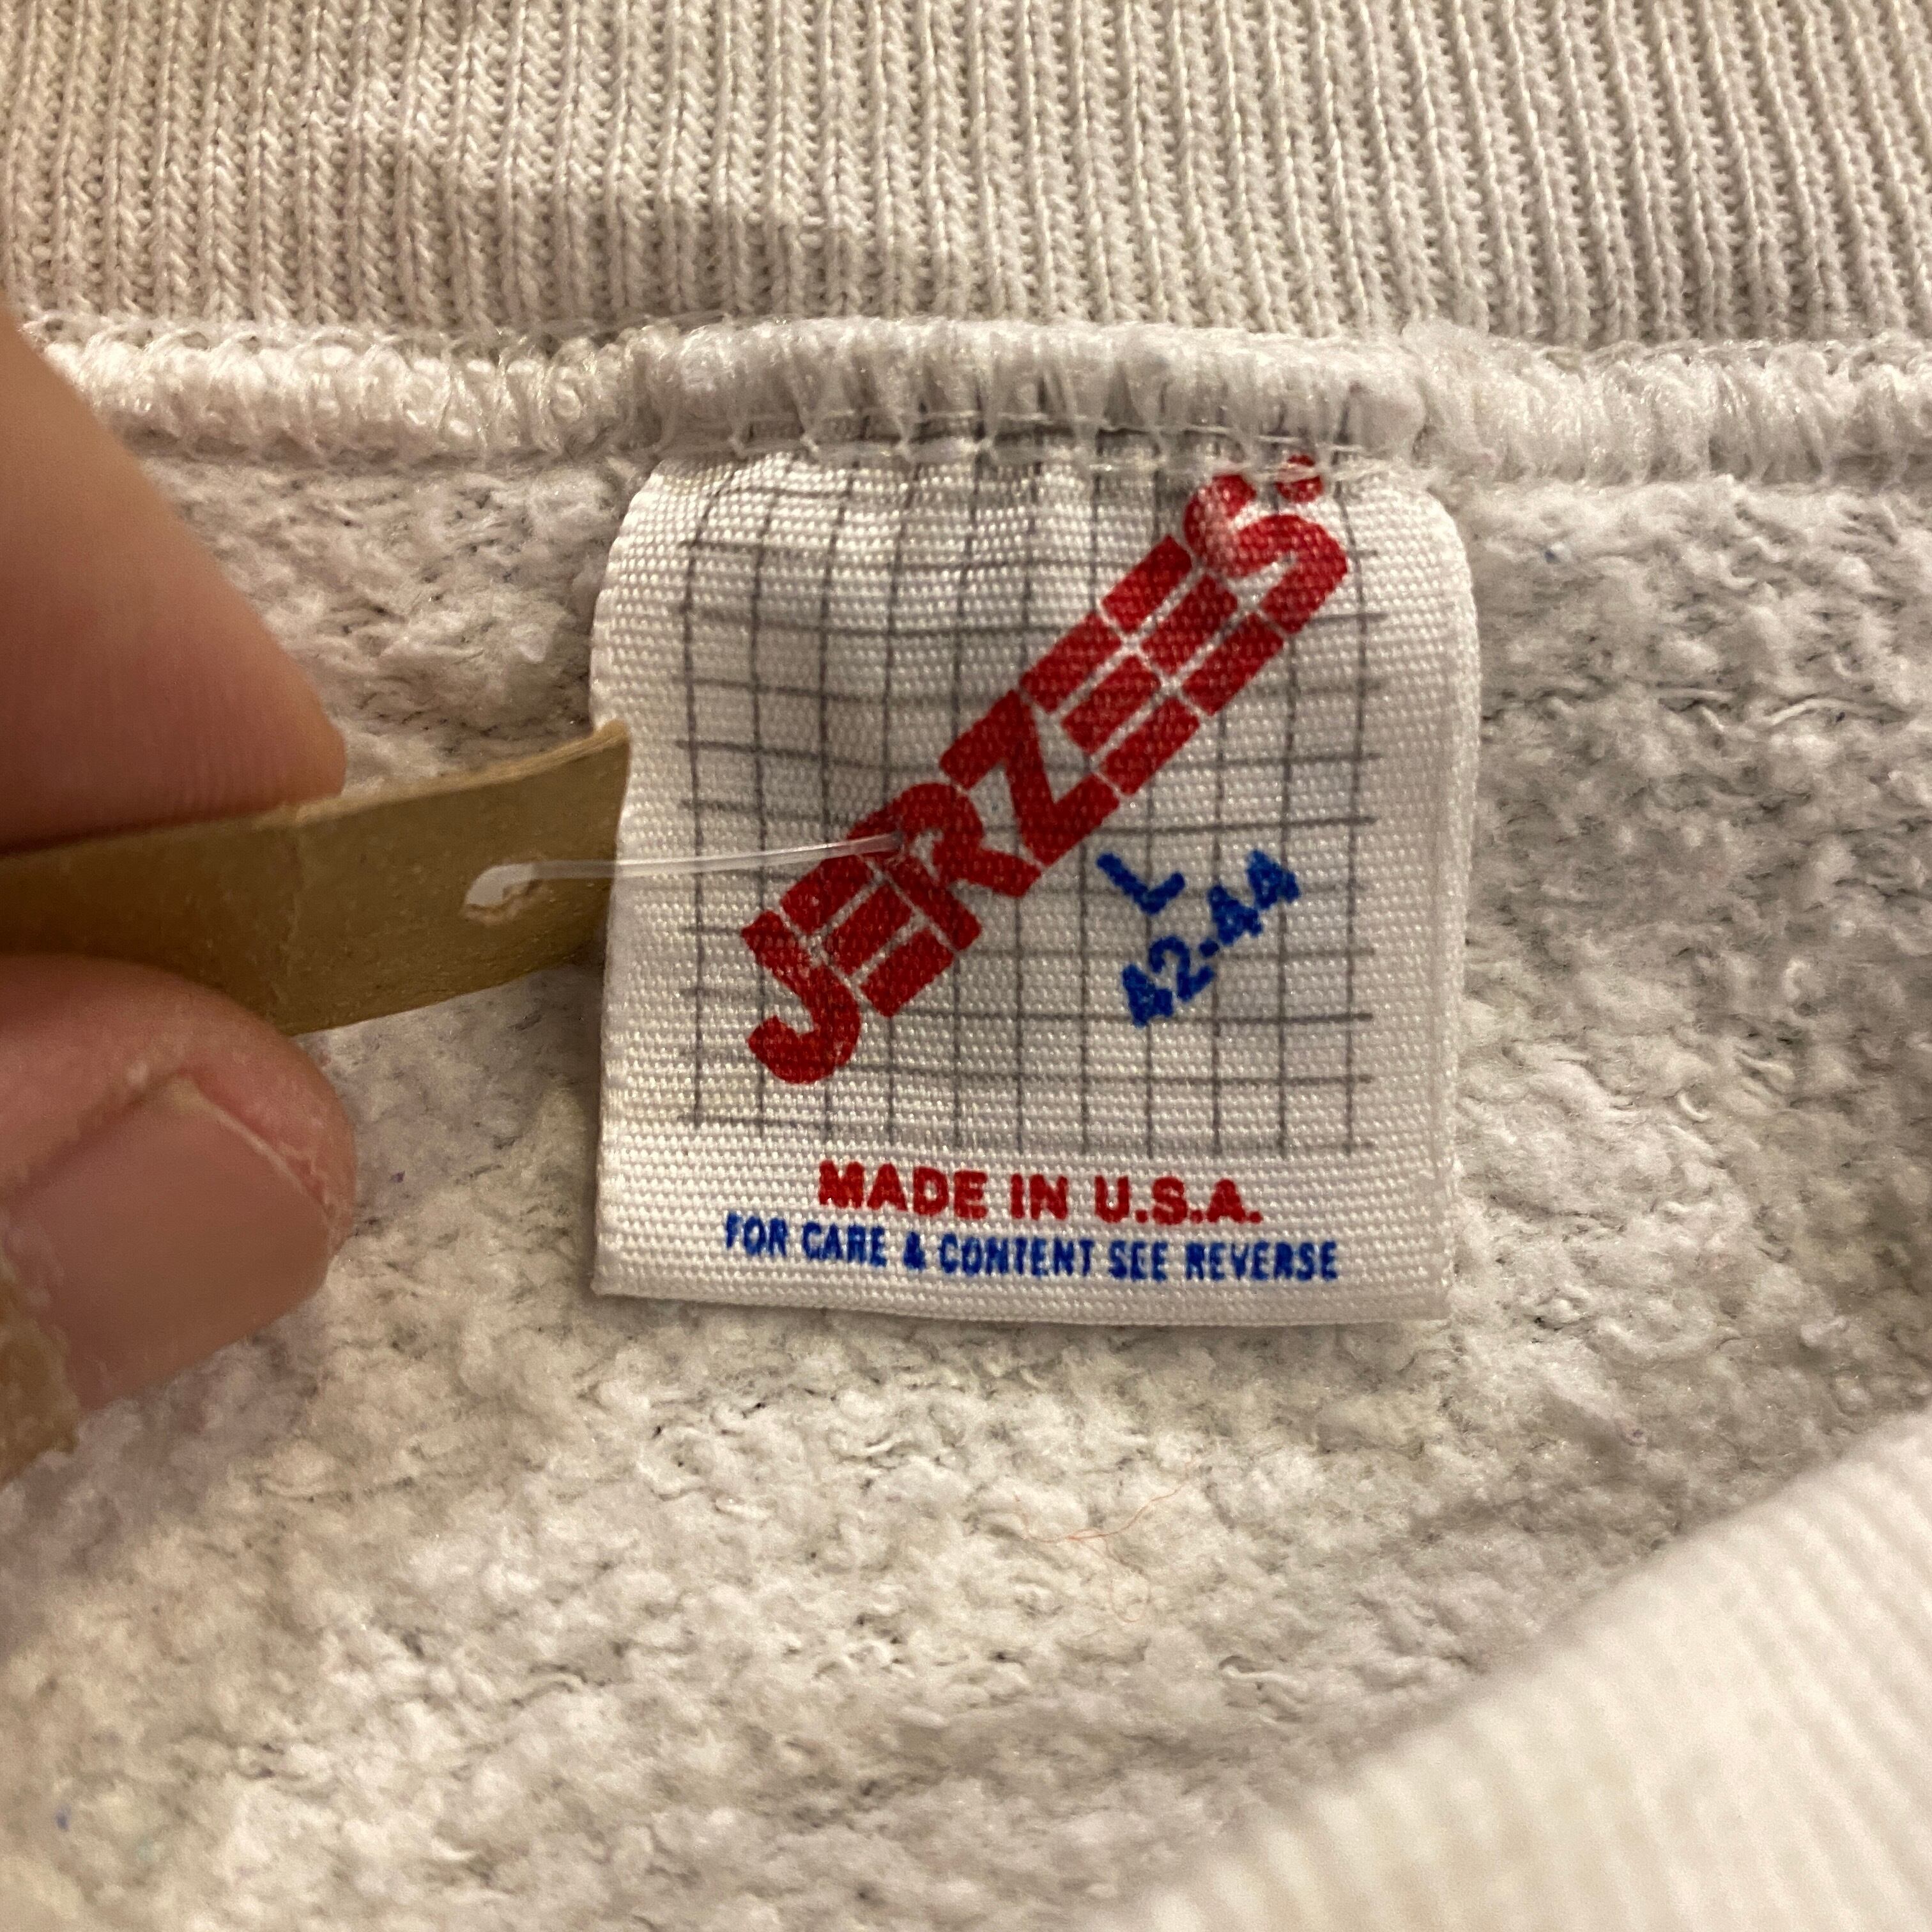 JERZEES.
L
42-44
MADE IN U.S.A.
FOR CARE & CONTENT SEE REVERSE